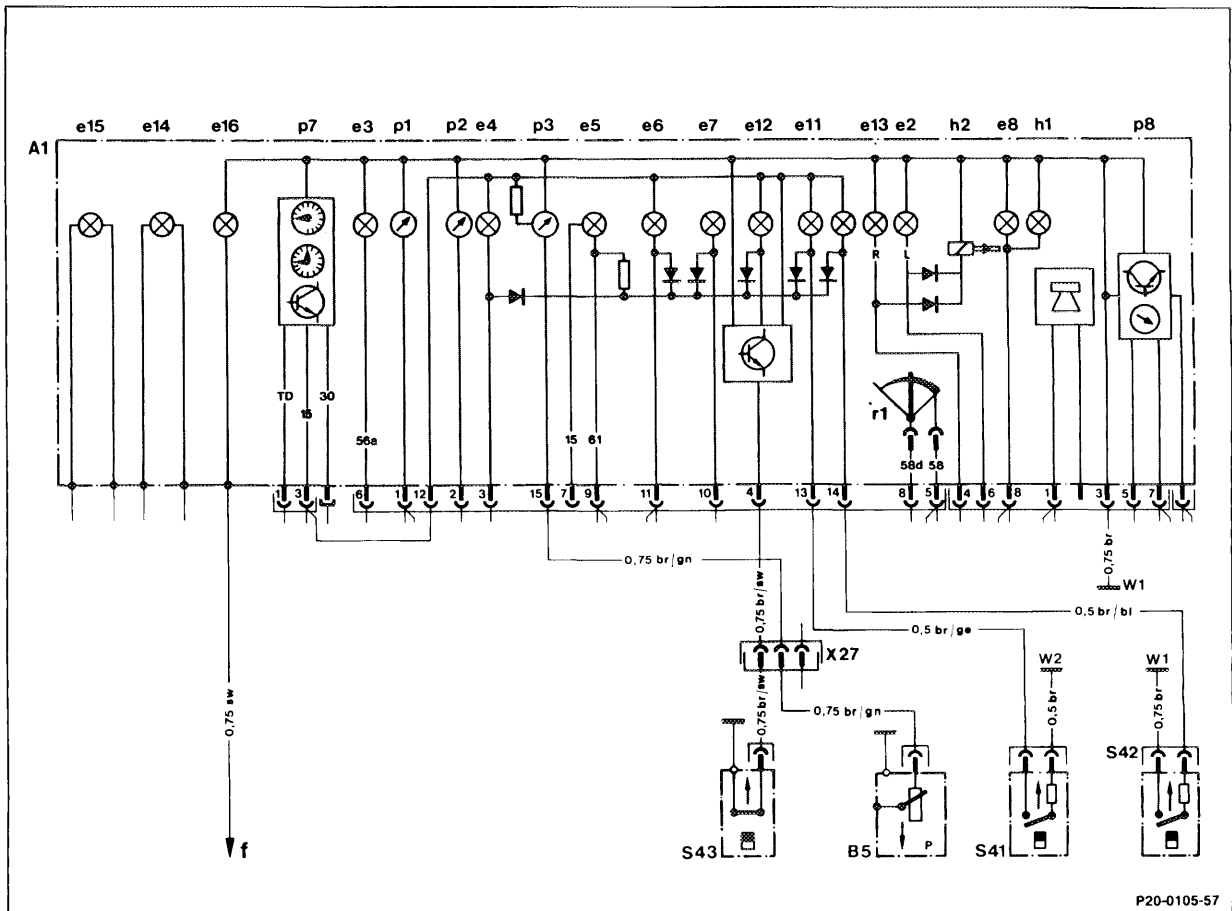 e15 e14 e16 p7 e3 p1 p2 e4 p3 e5 e6 e7 e12 e11 e13 e2 h2 e8 h1 p8
A1
R L
r1
TD 15 30
56a
15 61
58d 58
1 3 6 1 12 2 3 15 7 9 11 10 4 13 14 8 5 4 6 8 1 3 5 7
0,75 br/gn
0,75 br/sw
0,75 br
W1
0,5 br/bl
0,5 br/ge
X27
W2 W1
0,75 sw
0,75 br/sw
0,75 br/gn
0,5 br
0,75 br
S42
f
S43
B5
P
S41
P20-0105-57